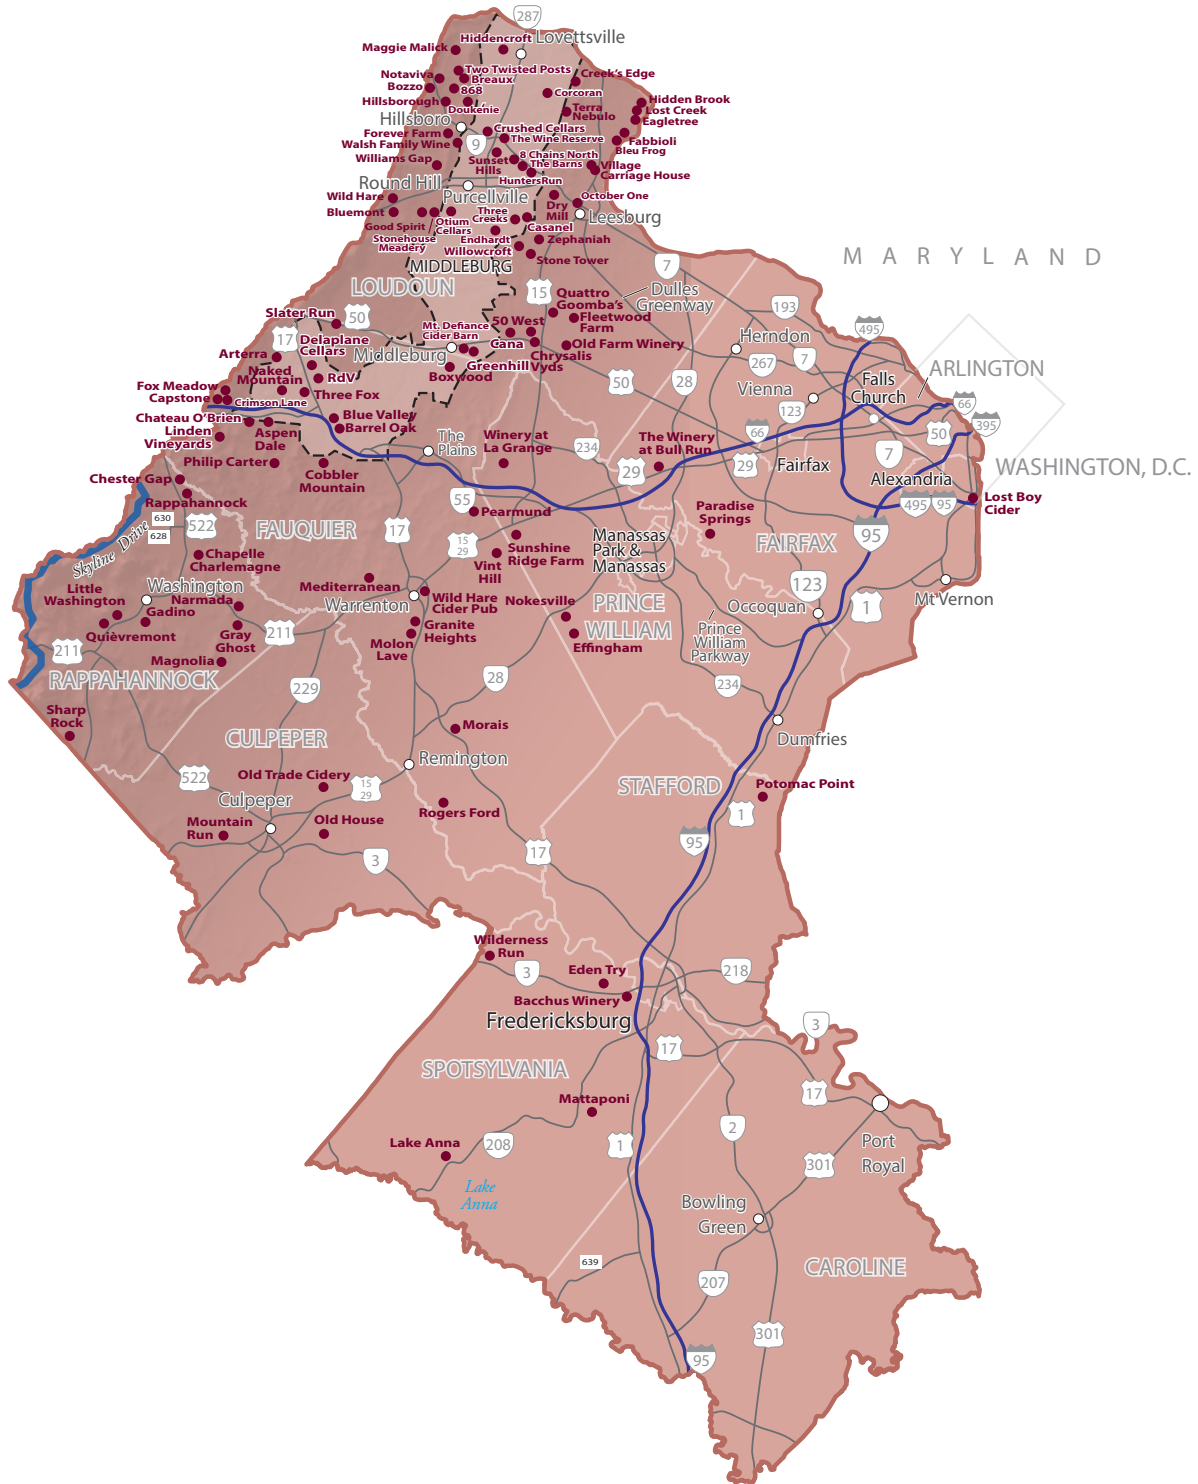 287
Hiddencroft
Lovettsville
Maggie Malick
Two Twisted Posts
Notaviva
Breaux
Creek's Edge
Bozzo
868
Corcoran
Hillsborough
Doukenie
Hidden Brook
Lost Creek
Eagletree
Terra
Nebulo
Hillsboro
Crushed Cellars
Forever Farm
The Wine Reserve
Fabbioli
Walsh Family Wine
9
Bleu Frog
Williams Gap
Sunset
Hills
8 Chains North
The Barns
Village
Carriage House
HuntersRun
Round Hill
Purcellville
Wild Hare
October One
Bluemont
Dry
Mill
Leesburg
Good Spirit
Otium
Cellars
Three
Creeks
Casanel
Stonehouse
Meadery
Endhardt
Zephaniah
Willowcroft
Stone Tower
MIDDLEBURG
MARYLAND
7
LOUDOUN
15
Quattro
Goomba's
Dulles
Greenway
193
Slater Run
50
Fleetwood
Farm
495
17
Delaplane
Cellars
Mt. Defiance
Cider Barn
50 West
Herndon
Arterra
Middleburg
Cana
Old Farm Winery
267
7
ARLINGTON
Naked
Mountain
RdV
Boxwood
Greenhill
Chrysalis
Vyds
50
28
Vienna
Falls
Church
Fox Meadow
Capstone
Crimson Lane
Three Fox
66
Chateau O'Brien
Blue Valley
123
395
Linden
Vineyards
Aspen
Dale
Barrel Oak
The
Plains
Winery at
La Grange
234
The Winery
at Bull Run
66
50
7
Philip Carter
Cobbler
Mountain
29
29
Fairfax
WASHINGTON, D.C.
Chester Gap
Alexandria
Rappahannock
55
Pearmund
Paradise
Springs
495
95
Lost Boy
Cider
630
522
FAUQUIER
17
95
628
Skyline Drive
15
29
Sunshine
Ridge Farm
Manassas
Park &
Manassas
FAIRFAX
Chapelle
Charlemagne
Vint
Hill
Little
Washington
Washington
Mediterranean
123
Narmada
Warrenton
Wild Hare
Cider Pub
Nokesville
PRINCE
WILLIAM
Occoquan
1
Mt Vernon
Gadino
Quièvremont
Gray
Ghost
211
Granite
Heights
Prince
William
Parkway
211
Molon
Lave
Effingham
Magnolia
RAPPAHANNOCK
229
28
234
Sharp
Rock
CULPEPER
Morais
Dumfries
522
Old Trade Cidery
Remington
STAFFORD
Potomac Point
Culpeper
15
29
Mountain
Run
Old House
Rogers Ford
1
3
17
95
Wilderness
Run
3
Eden Try
218
Bacchus Winery
Fredericksburg
3
17
SPOTSYLVANIA
17
Mattaponi
2
Port
Royal
Lake Anna
208
1
301
Lake
Anna
Bowling
Green
639
207
CAROLINE
301
95